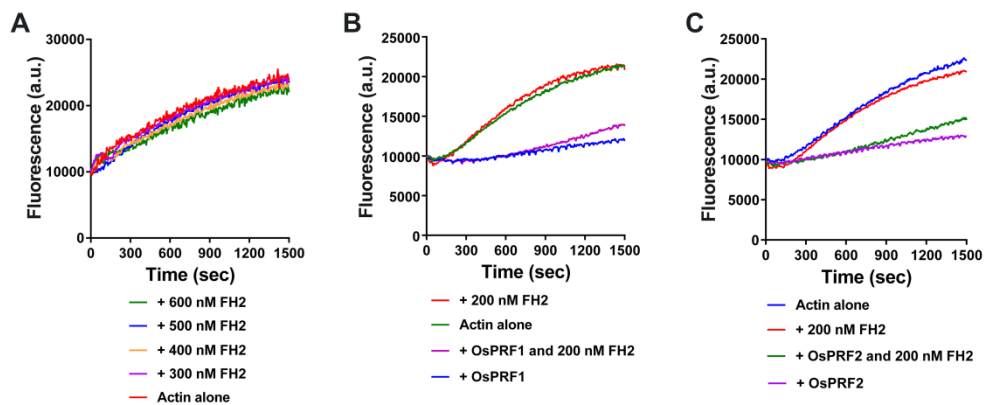 A
Fluorescence (a.u.)
30000
20000
10000
0
0 300 600 900 1200 1500
Time (sec)
+ 600 nM FH2
+ 500 nM FH2
+ 400 nM FH2
+ 300 nM FH2
Actin alone
B
Fluorescence (a.u.)
25000
20000
15000
10000
5000
0
0 300 600 900 1200 1500
Time (sec)
+ 200 nM FH2
Actin alone
+ OsPRF1 and 200 nM FH2
+ OsPRF1
C
Fluorescence (a.u.)
25000
20000
15000
10000
5000
0
0 300 600 900 1200 1500
Time (sec)
Actin alone
+ 200 nM FH2
+ OsPRF2 and 200 nM FH2
+ OsPRF2